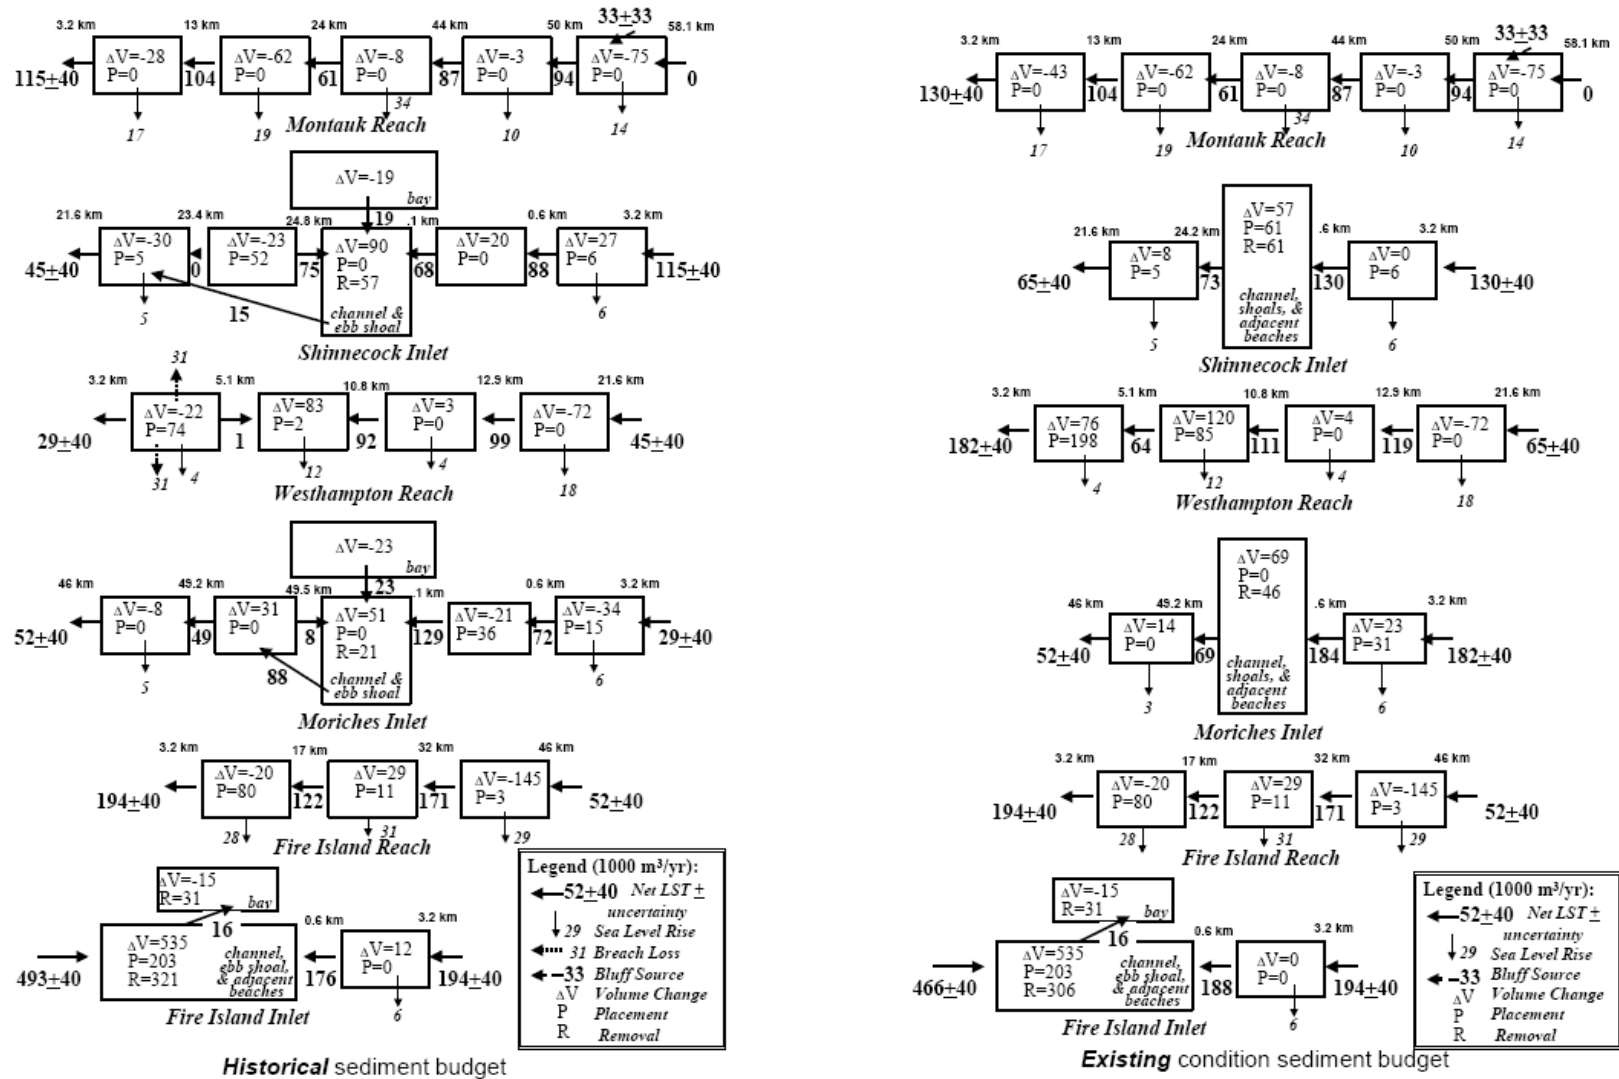 33±33
3.2 km 13 km 24 km 44 km 50 km 58.1 km
ΔV=-28 ΔV=-62 ΔV=-8 ΔV=-3 ΔV=-75
P=0 P=0 P=0 P=0 P=0
115±40 104 61 87 94 0
17 19 34 10 14
Montauk Reach
ΔV=-19
bay
21.6 km 23.4 km 24.8 km 19 .1 km 0.6 km 3.2 km
ΔV=-30 ΔV=-23 ΔV=90 ΔV=20 ΔV=27
P=5 P=52 P=0 P=0 P=6
R=57
45±40 0 75 68 88 115±40
5 15 channel & 6
ebb shoal
Shinnecock Inlet
31
3.2 km 5.1 km 10.8 km 12.9 km 21.6 km
ΔV=-22 ΔV=83 ΔV=3 ΔV=-72
P=74 P=2 P=0 P=0
29±40 1 92 99 45±40
31 4 12 4 18
Westhampton Reach
ΔV=-23
bay
46 km 49.2 km 49.5 km 23 .1 km 0.6 km 3.2 km
ΔV=-8 ΔV=31 ΔV=51 ΔV=-21 ΔV=-34
P=0 P=0 P=0 P=36 P=15
R=21
52±40 49 8 129 72 29±40
5 88 channel & 6
ebb shoal
Moriches Inlet
3.2 km 17 km 32 km 46 km
ΔV=-20 ΔV=29 ΔV=-145
P=80 P=11 P=3
194±40 122 171 52±40
28 31 29
Fire Island Reach
ΔV=-15
R=31 bay
16 0.6 km 3.2 km
ΔV=535 channel, ΔV=12
P=203 ebb shoal, P=0
R=321 & adjacent
beaches
493±40 176 194±40
6
Fire Island Inlet
Legend (1000 m³/yr):
52±40 Net LST ±
uncertainty
29 Sea Level Rise
31 Breach Loss
33 Bluff Source
ΔV Volume Change
P Placement
R Removal
Historical sediment budget
33±33
3.2 km 13 km 24 km 44 km 50 km 58.1 km
ΔV=-43 ΔV=-62 ΔV=-8 ΔV=-3 ΔV=-75
P=0 P=0 P=0 P=0 P=0
130±40 104 61 87 94 0
17 19 34 10 14
Montauk Reach
21.6 km 24.2 km .6 km 3.2 km
ΔV=57
P=61
R=61
ΔV=8 ΔV=0
P=5 P=6
65±40 73 130 130±40
channel,
shoals, &
adjacent
beaches
5 6
Shinnecock Inlet
3.2 km 5.1 km 10.8 km 12.9 km 21.6 km
ΔV=76 ΔV=120 ΔV=4 ΔV=-72
P=198 P=85 P=0 P=0
182±40 64 111 119 65±40
4 12 4 18
Westhampton Reach
ΔV=69
P=0
R=46
46 km 49.2 km .6 km 3.2 km
ΔV=14 ΔV=23
P=0 P=31
52±40 69 184 182±40
channel,
shoals, &
adjacent
beaches
3 6
Moriches Inlet
3.2 km 17 km 32 km 46 km
ΔV=-20 ΔV=29 ΔV=-145
P=80 P=11 P=3
194±40 122 171 52±40
28 31 29
Fire Island Reach
ΔV=-15
R=31 bay
16 0.6 km 3.2 km
ΔV=535 channel, ΔV=0
P=203 ebb shoal, P=0
R=306 & adjacent
beaches
466±40 188 194±40
6
Fire Island Inlet
Legend (1000 m³/yr):
52±40 Net LST ±
uncertainty
29 Sea Level Rise
33 Bluff Source
ΔV Volume Change
P Placement
R Removal
Existing condition sediment budget